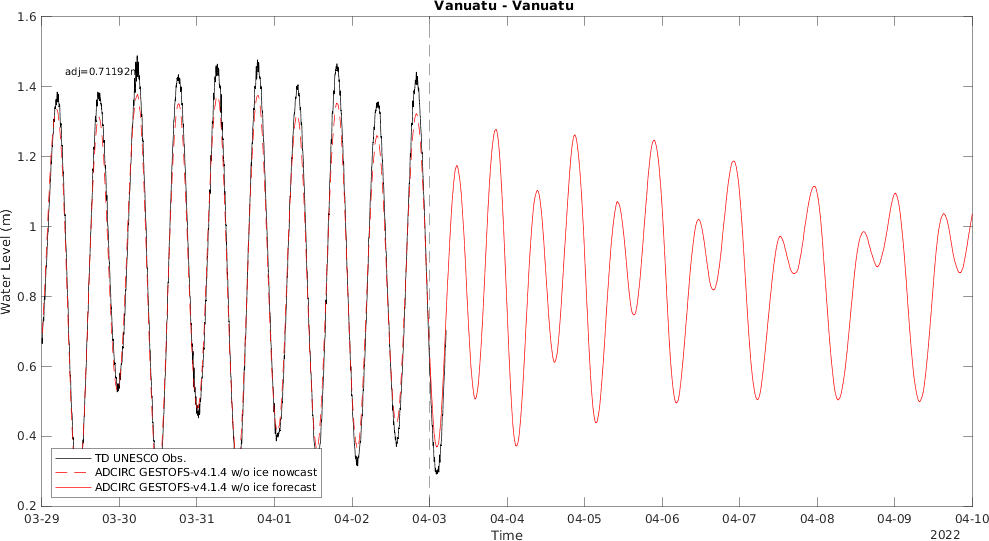 Vanuatu - Vanuatu
1.6
1.4
1.2
1
0.8
0.6
0.4
0.2
Water Level (m)
adj=0.71192m
TD UNESCO Obs.
ADCIRC GESTOFS-v4.1.4 w/o ice nowcast
ADCIRC GESTOFS-v4.1.4 w/o ice forecast
03-29 03-30 03-31 04-01 04-02 04-03 04-04 04-05 04-06 04-07 04-08 04-09 04-10
Time
2022